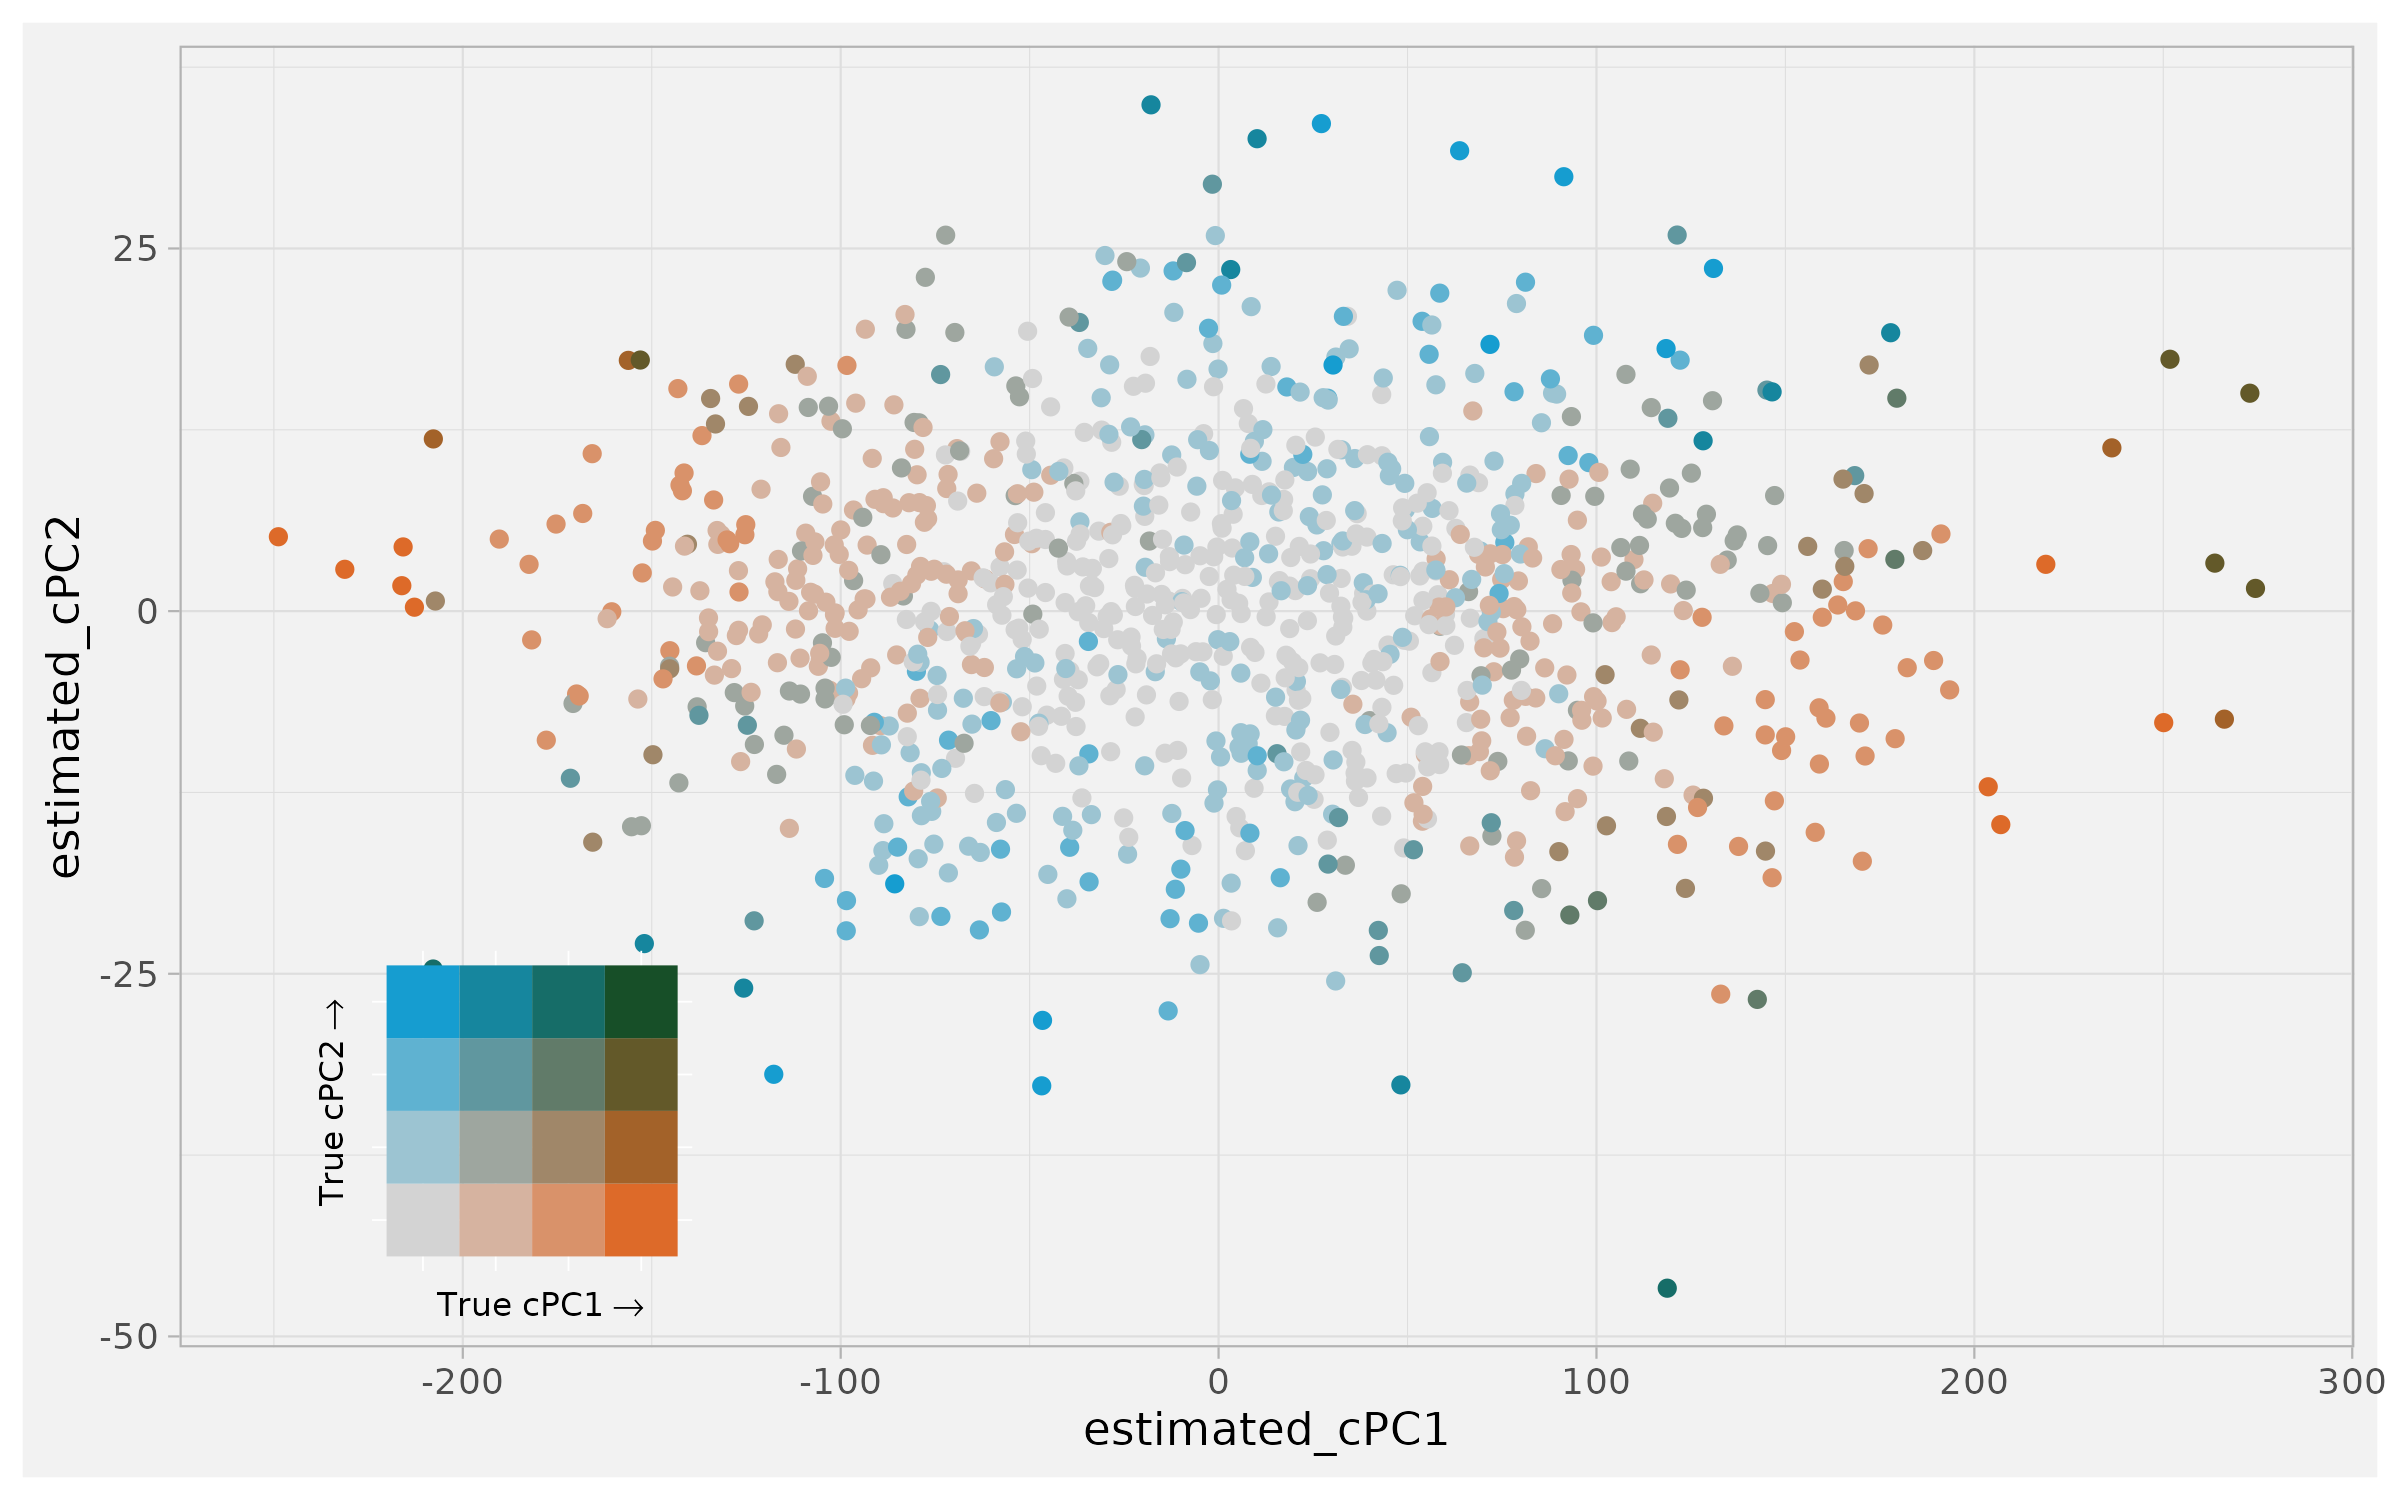 25
0
-25
-50
estimated_cPC2
True cPC2 →
True cPC1 →
-200
-100
0
100
200
300
estimated_cPC1